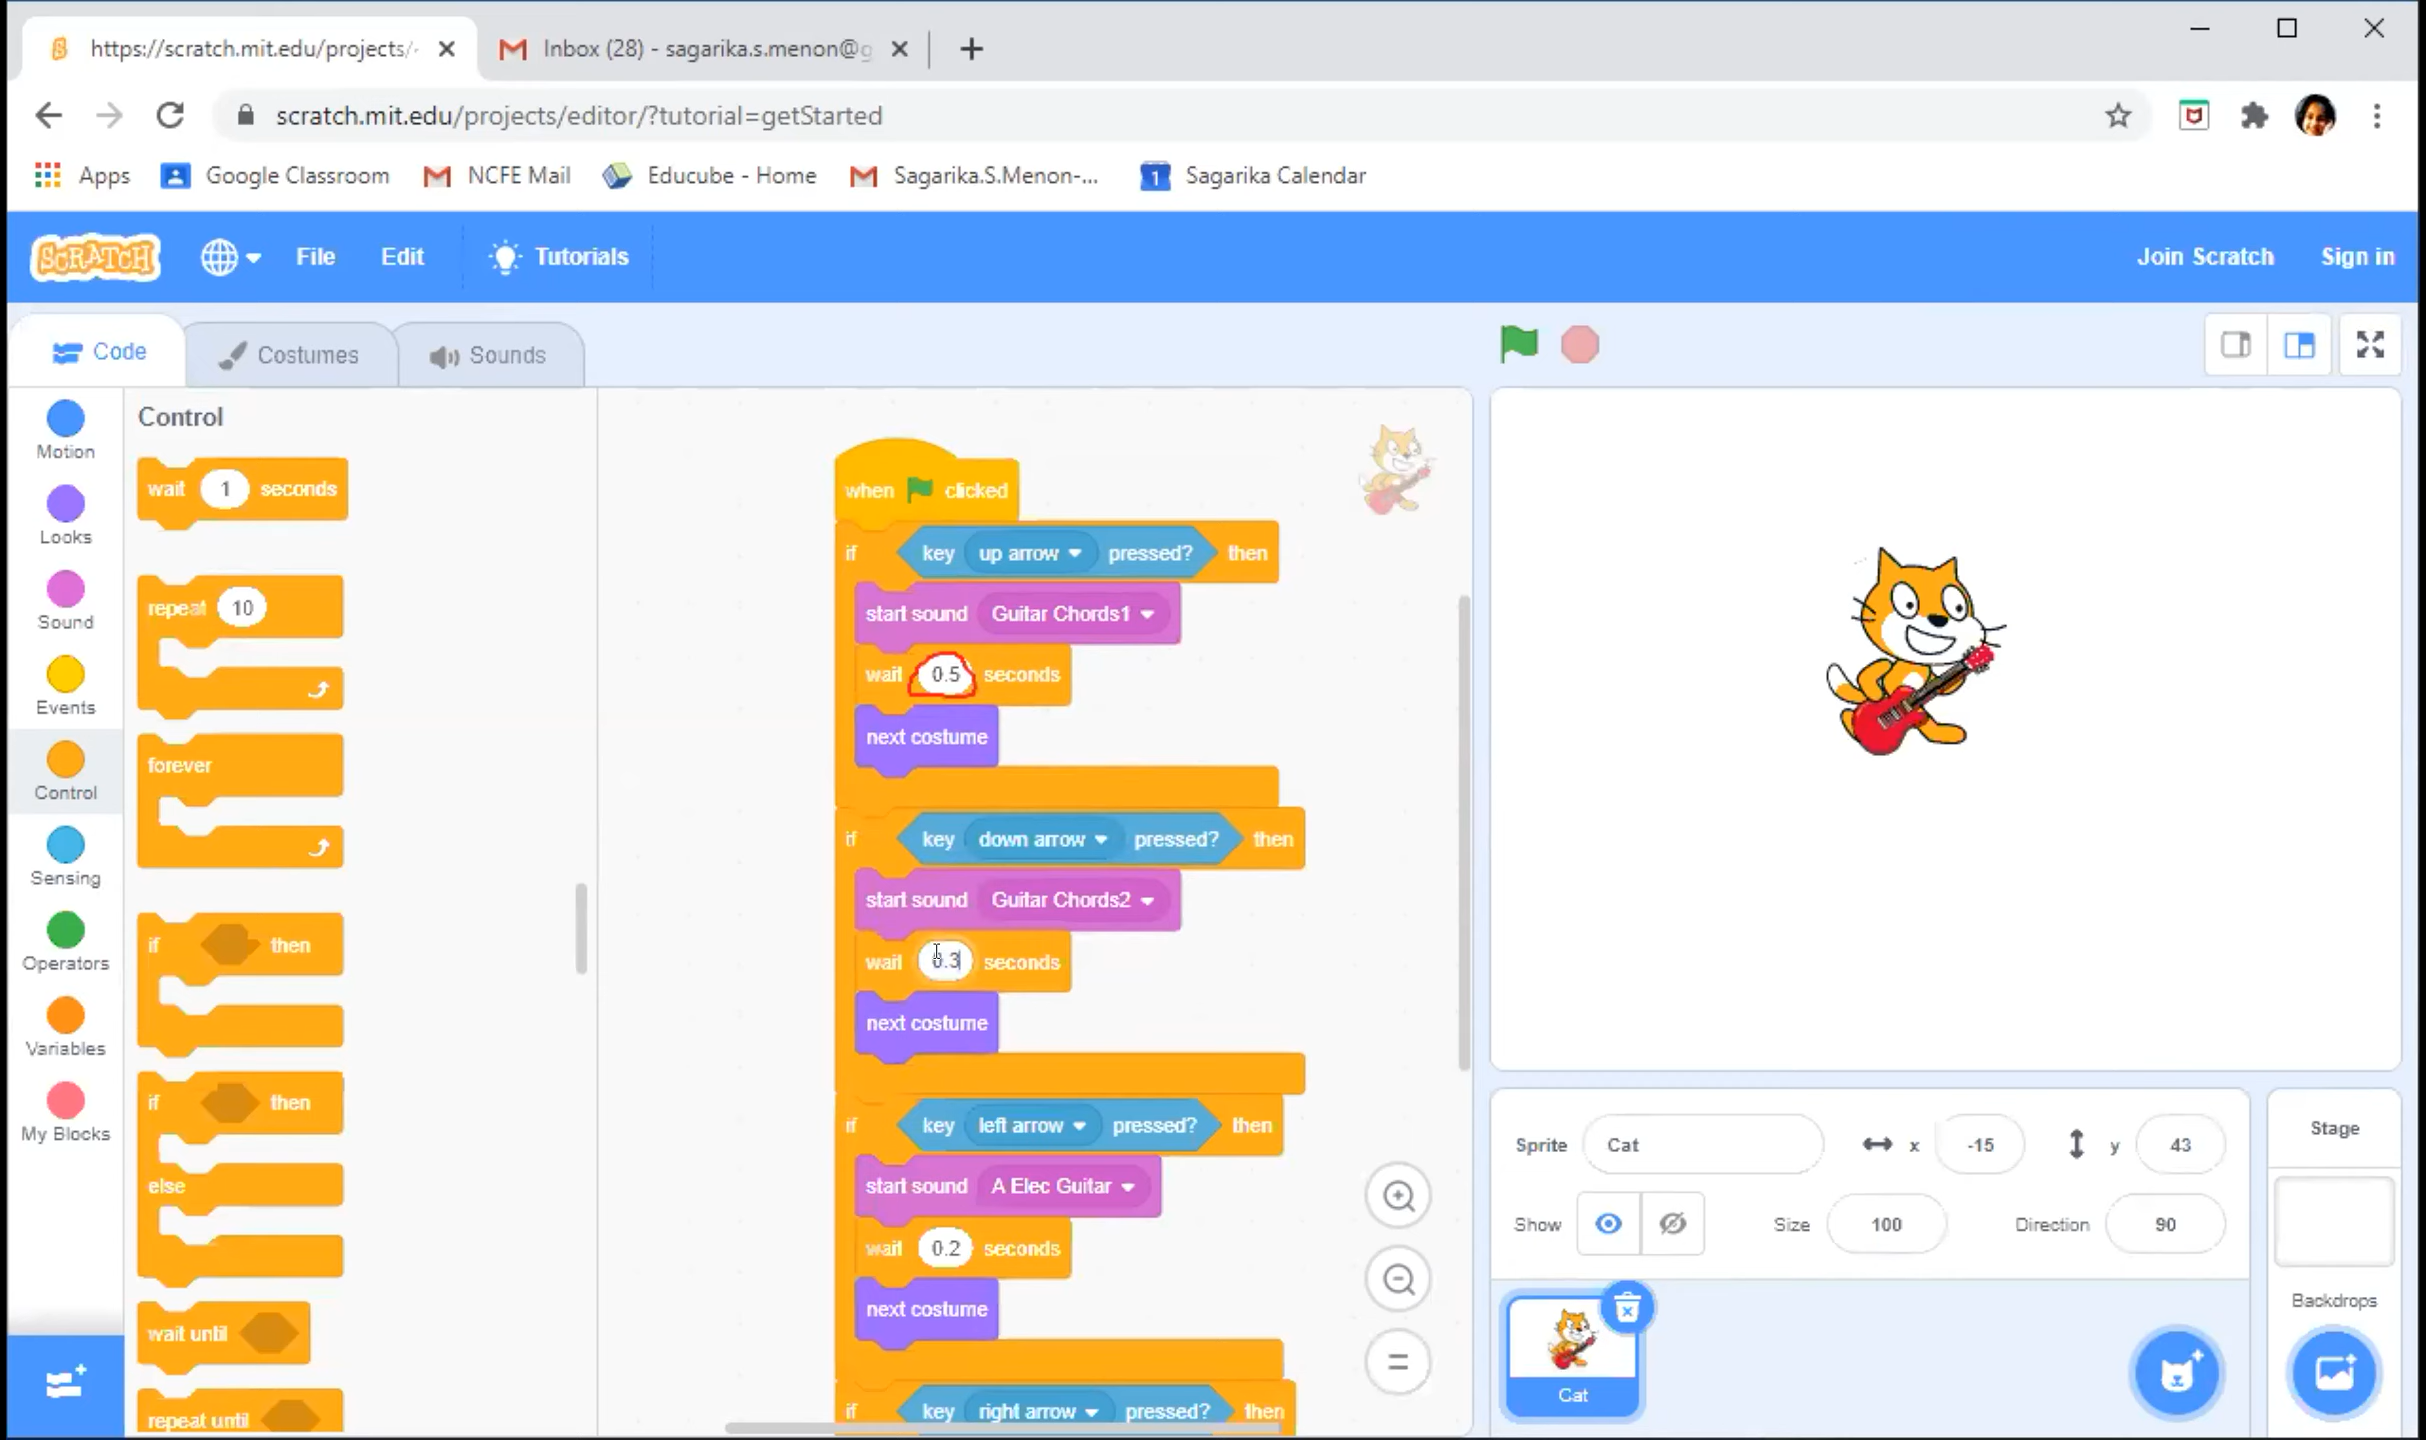 https://scratch.mit.edu/projects/
Inbox (28) - sagarika.s.menon@g
scratch.mit.edu/projects/editor/?tutorial=getStarted
Apps Google Classroom NCFE Mail Educube - Home Sagarika.S.Menon-... Sagarika Calendar
SCRATCH File Edit Tutorials Join Scratch Sign in
Code Costumes Sounds
Motion
Looks
Sound
Events
Control
Sensing
Operators
Variables
My Blocks
Control
wait 1 seconds
repeat 10
forever
if then
if then
else
wait until
repeat until
when clicked
if key up arrow pressed? then
start sound Guitar Chords1
wait 0.5 seconds
next costume
if key down arrow pressed? then
start sound Guitar Chords2
wait 0.3 seconds
next costume
if key left arrow pressed? then
start sound A Elec Guitar
wait 0.2 seconds
next costume
if key right arrow pressed? then
Sprite Cat x -15 y 43
Show Size 100 Direction 90
Cat
Stage
Backdrops